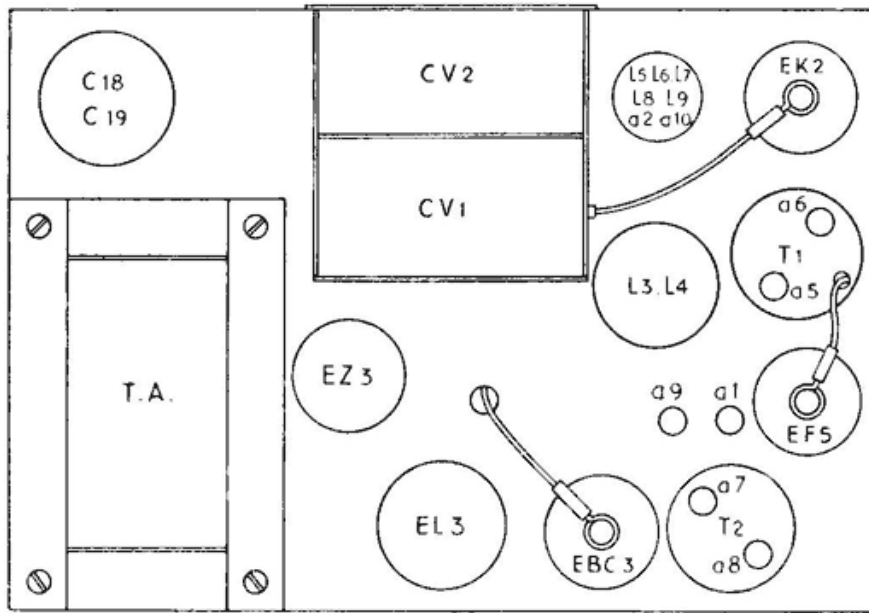 C18
C19
CV2
L5 L6 L7
L8 L9
a2 a10
EK2
CV1
a6
T1
a5
L3.L4
T.A.
EZ3
a9
a1
EF5
EL3
EBC3
a7
T2
a8